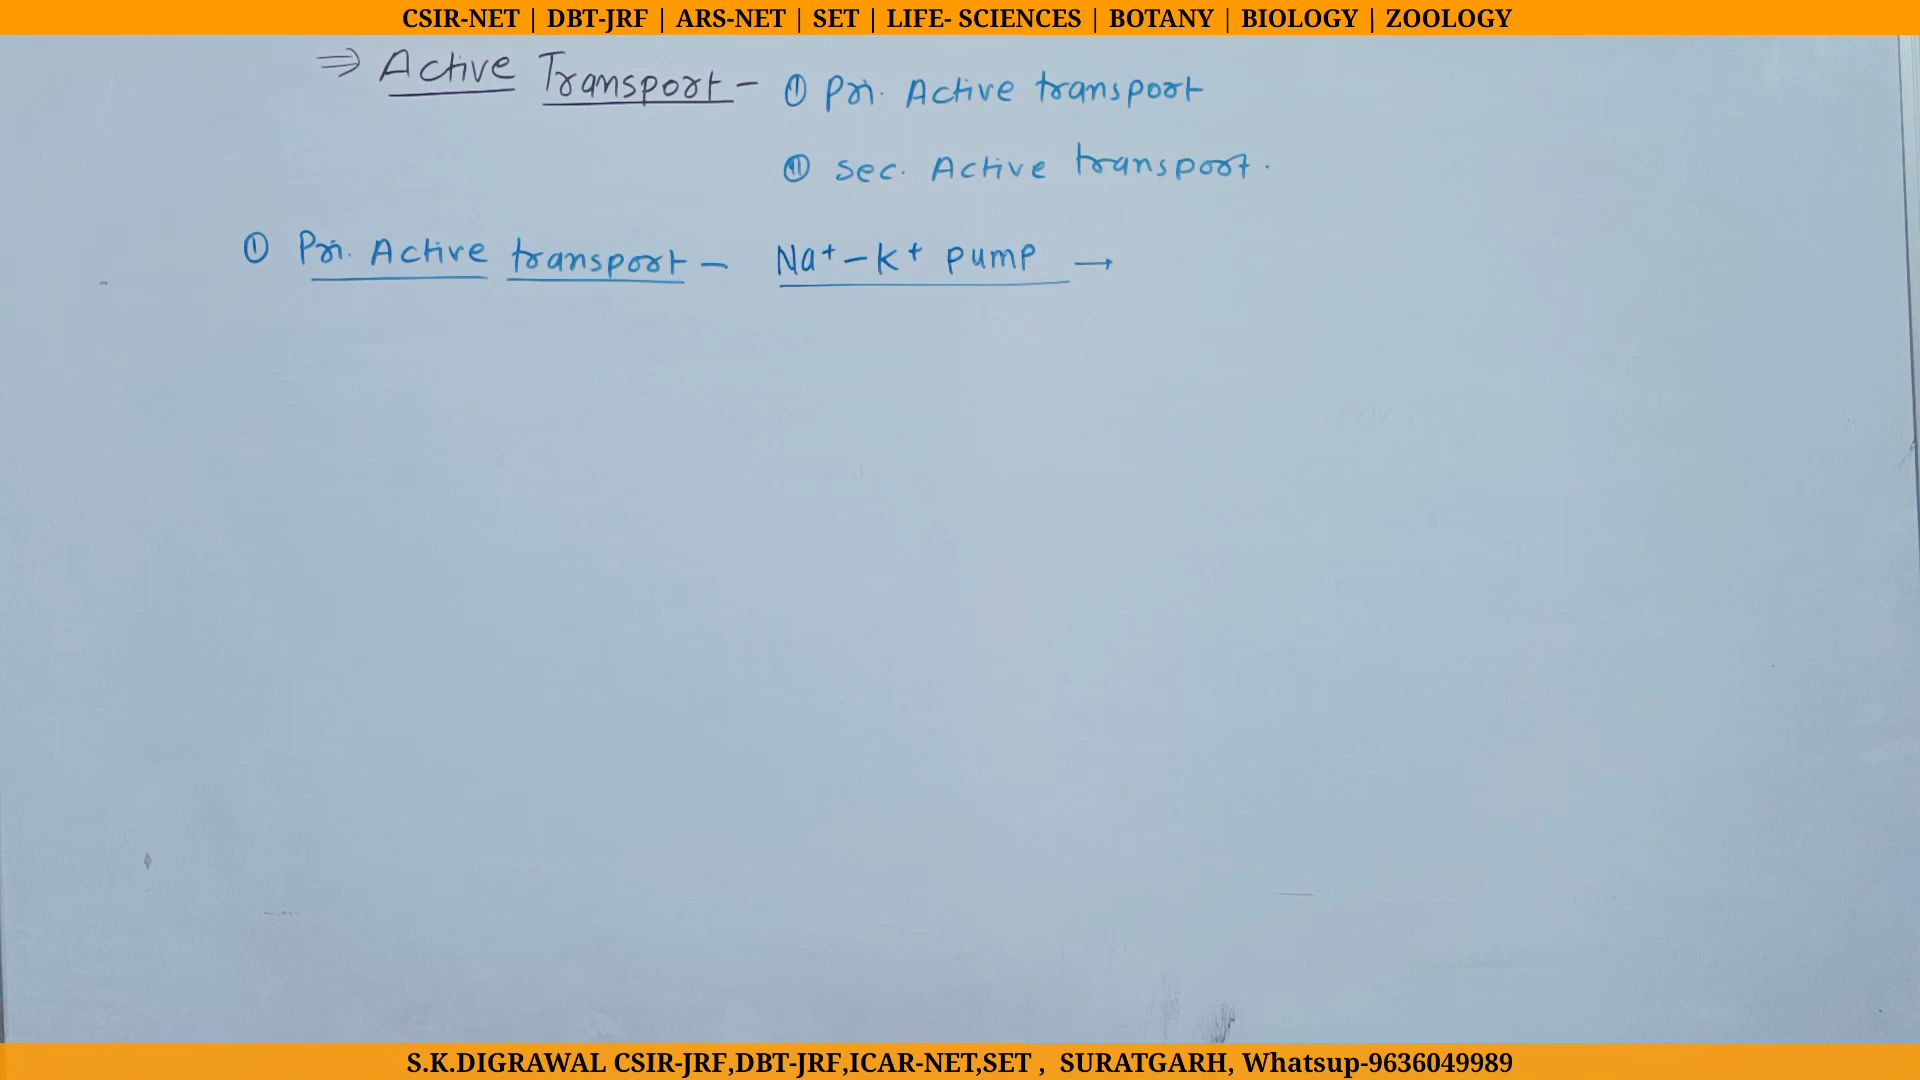 CSIR-NET | DBT-JRF | ARS-NET | SET | LIFE- SCIENCES | BOTANY | BIOLOGY | ZOOLOGY
⇒ Active Transport - ① Pri. Active transport
② sec. Active transport.
① Pri. Active transport - Na⁺-K⁺ pump →
S.K.DIGRAWAL CSIR-JRF,DBT-JRF,ICAR-NET,SET , SURATGARH, Whatsup-9636049989